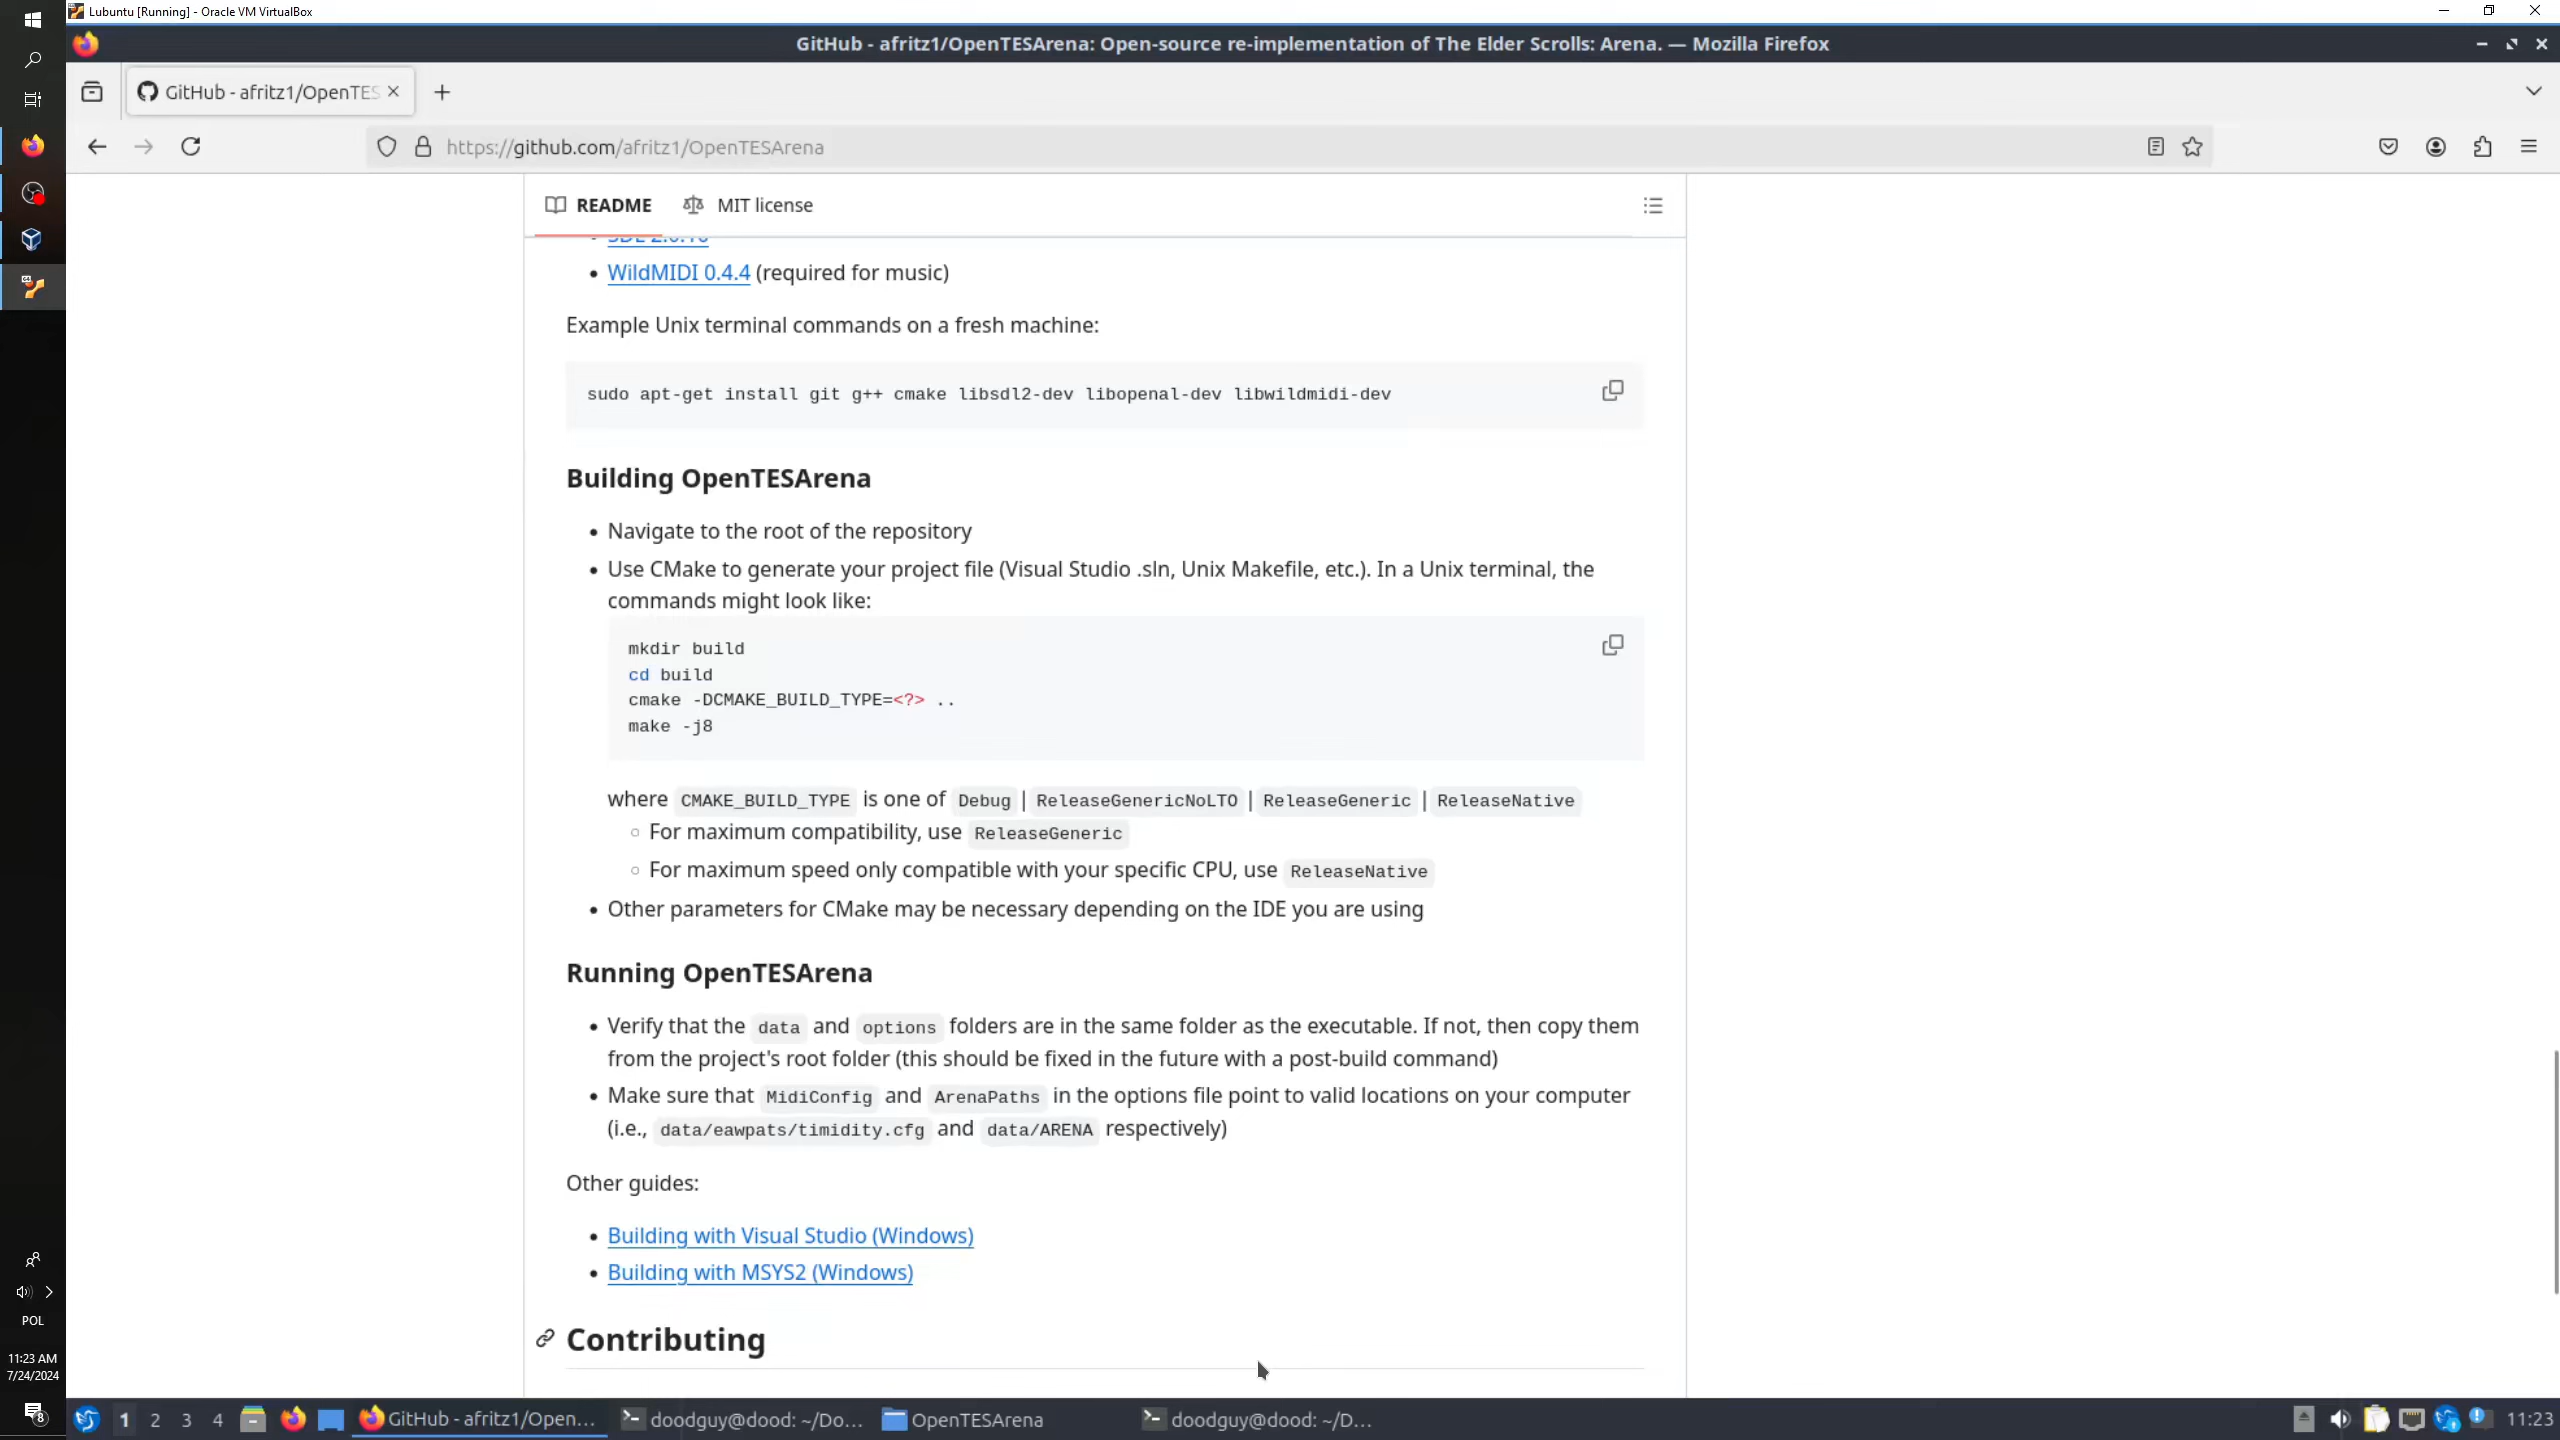 Lubuntu [Running] - Oracle VM VirtualBox
GitHub - afritz1/OpenTESArena: Open-source re-implementation of The Elder Scrolls: Arena. — Mozilla Firefox
GitHub - afritz1/OpenTES
https://github.com/afritz1/OpenTESArena
README
MIT license
SDL 2.0.10
WildMIDI 0.4.4 (required for music)
Example Unix terminal commands on a fresh machine:
sudo apt-get install git g++ cmake libsdl2-dev libopenal-dev libwildmidi-dev
Building OpenTESArena
Navigate to the root of the repository
Use CMake to generate your project file (Visual Studio .sln, Unix Makefile, etc.). In a Unix terminal, the
commands might look like:
mkdir build
cd build
cmake -DCMAKE_BUILD_TYPE=<?> ..
make -j8
where CMAKE_BUILD_TYPE is one of Debug | ReleaseGenericNoLTO | ReleaseGeneric | ReleaseNative
For maximum compatibility, use ReleaseGeneric
For maximum speed only compatible with your specific CPU, use ReleaseNative
Other parameters for CMake may be necessary depending on the IDE you are using
Running OpenTESArena
Verify that the data and options folders are in the same folder as the executable. If not, then copy them
from the project's root folder (this should be fixed in the future with a post-build command)
Make sure that MidiConfig and ArenaPaths in the options file point to valid locations on your computer
(i.e., data/eawpats/timidity.cfg and data/ARENA respectively)
Other guides:
Building with Visual Studio (Windows)
Building with MSYS2 (Windows)
Contributing
POL
11:23 AM
7/24/2024
8
1 2 3 4
GitHub - afritz1/Open...
doodguy@dood: ~/Do...
OpenTESArena
doodguy@dood: ~/D...
11:23